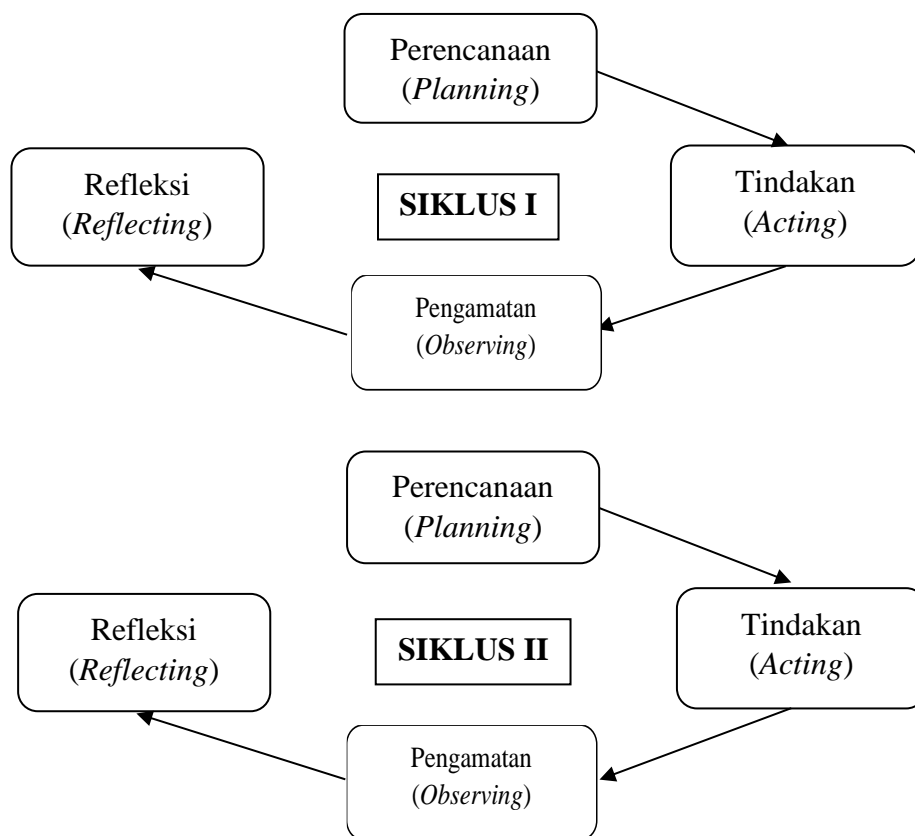 Perencanaan
(Planning)
Refleksi
(Reflecting)
SIKLUS I
Tindakan
(Acting)
Pengamatan
(Observing)
Perencanaan
(Planning)
Refleksi
(Reflecting)
SIKLUS II
Tindakan
(Acting)
Pengamatan
(Observing)